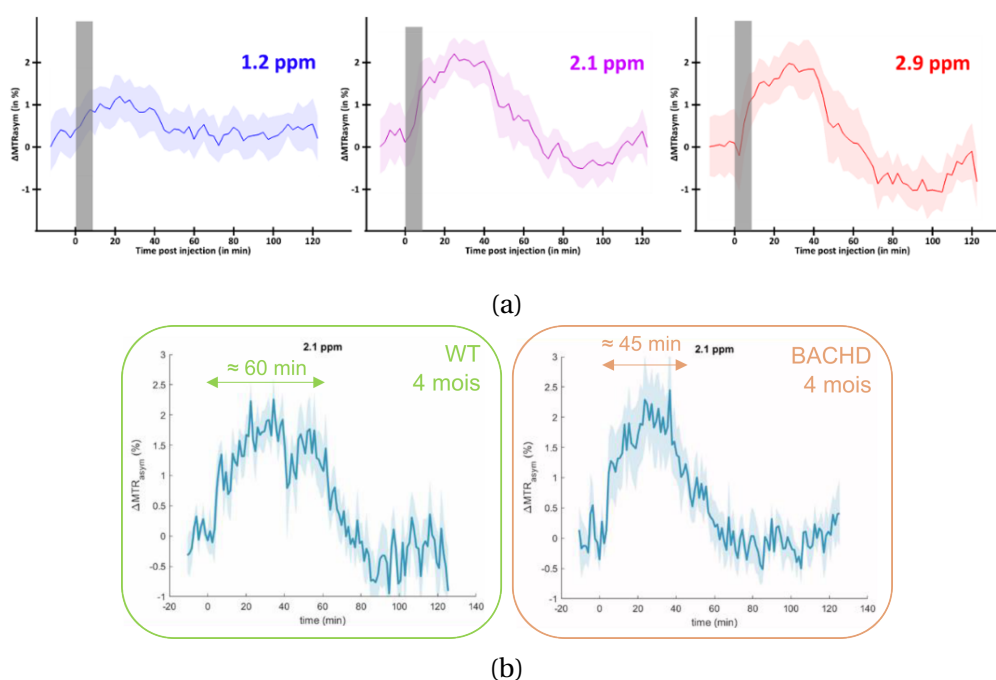 1.2 ppm
ΔMTRasym (in %)
2
1
0
-1
0 20 40 60 80 100 120
Time post injection (in min)
2.1 ppm
ΔMTRasym (in %)
2
1
0
-1
0 20 40 60 80 100 120
Time post injection (in min)
2.9 ppm
ΔMTRasym (in %)
2
1
0
-1
0 20 40 60 80 100 120
Time post injection (in min)
(a)
2.1 ppm
WT
4 mois
≈ 60 min
ΔMTRasym (%)
3
2.5
2
1.5
1
0.5
0
-0.5
-1
-20 0 20 40 60 80 100 120 140
time (min)
2.1 ppm
BACHD
4 mois
≈ 45 min
ΔMTRasym (%)
3
2.5
2
1.5
1
0.5
0
-0.5
-1
-20 0 20 40 60 80 100 120 140
time (min)
(b)